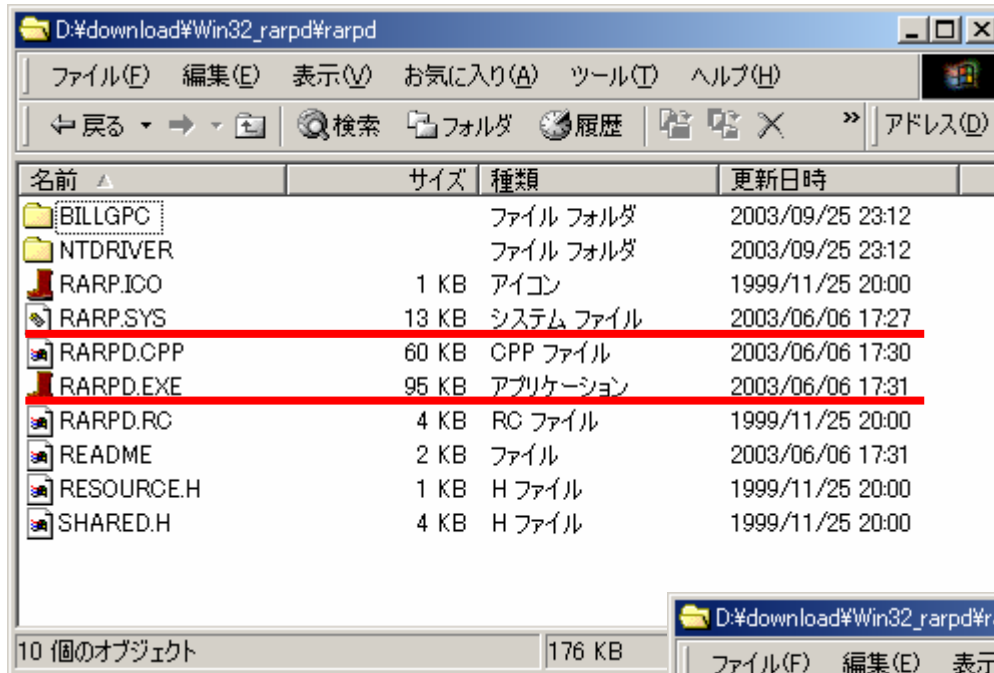 D:¥download¥Win32_rarpd¥rarpd
ファイル(F) 編集(E) 表示(V) お気に入り(A) ツール(T) ヘルプ(H)
戻る 検索 フォルダ 履歴 » アドレス(D)
名前 サイズ 種類 更新日時
BILLGPC ファイル フォルダ 2003/09/25 23:12
NTDRIVER ファイル フォルダ 2003/09/25 23:12
RARP.ICO 1 KB アイコン 1999/11/25 20:00
RARP.SYS 13 KB システム ファイル 2003/06/06 17:27
RARPD.CPP 60 KB CPP ファイル 2003/06/06 17:30
RARPD.EXE 95 KB アプリケーション 2003/06/06 17:31
RARPD.RC 4 KB RC ファイル 1999/11/25 20:00
README 2 KB ファイル 2003/06/06 17:31
RESOURCE.H 1 KB H ファイル 1999/11/25 20:00
SHARED.H 4 KB H ファイル 1999/11/25 20:00
10 個のオブジェクト 176 KB
D:¥download¥Win32_rarpd¥r
ファイル(F) 編集(E) 表示